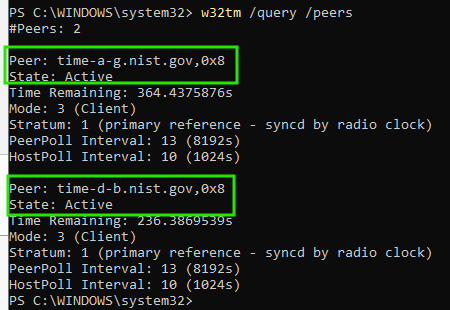 PS C:\WINDOWS\system32> w32tm /query /peers
#Peers: 2
Peer: time-a-g.nist.gov,0x8
State: Active
Time Remaining: 364.4375876s
Mode: 3 (Client)
Stratum: 1 (primary reference - syncd by radio clock)
PeerPoll Interval: 13 (8192s)
HostPoll Interval: 10 (1024s)
Peer: time-d-b.nist.gov,0x8
State: Active
Time Remaining: 236.3869539s
Mode: 3 (Client)
Stratum: 1 (primary reference - syncd by radio clock)
PeerPoll Interval: 13 (8192s)
HostPoll Interval: 10 (1024s)
PS C:\WINDOWS\system32>